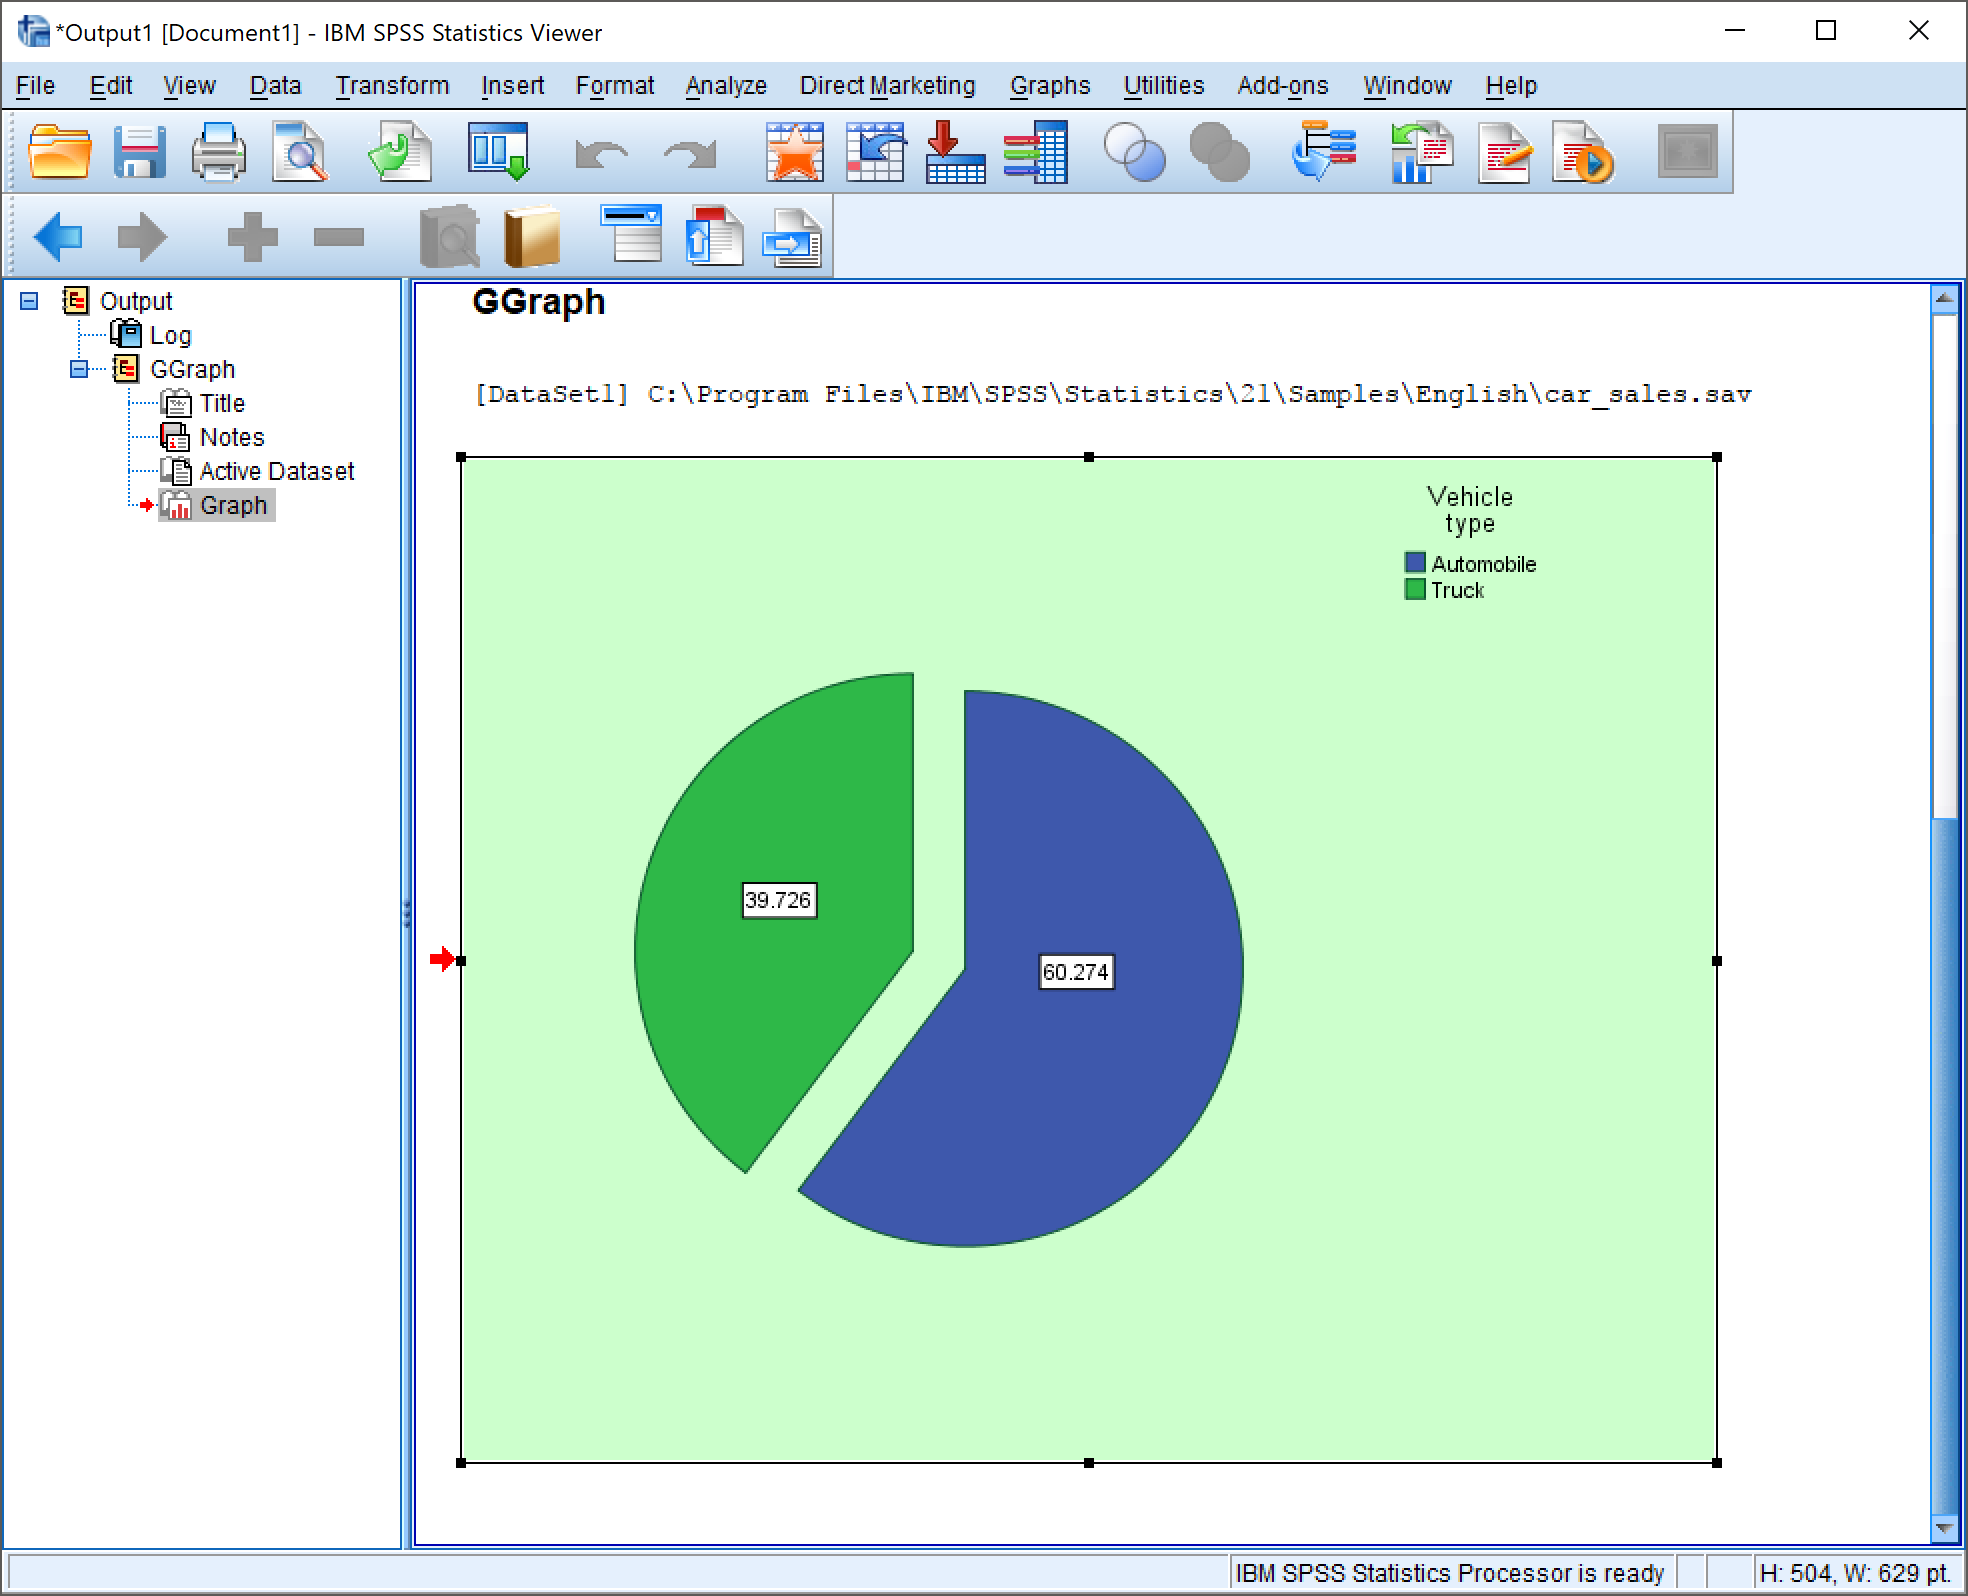 *Output1 [Document1] - IBM SPSS Statistics Viewer
File Edit View Data Transform Insert Format Analyze Direct Marketing Graphs Utilities Add-ons Window Help
Output
Log
GGraph
Title
Notes
Active Dataset
Graph
GGraph
[DataSet1] C:\Program Files\IBM\SPSS\Statistics\21\Samples\English\car_sales.sav
Vehicle
type
Automobile
Truck
39.726
60.274
IBM SPSS Statistics Processor is ready
H: 504, W: 629 pt.